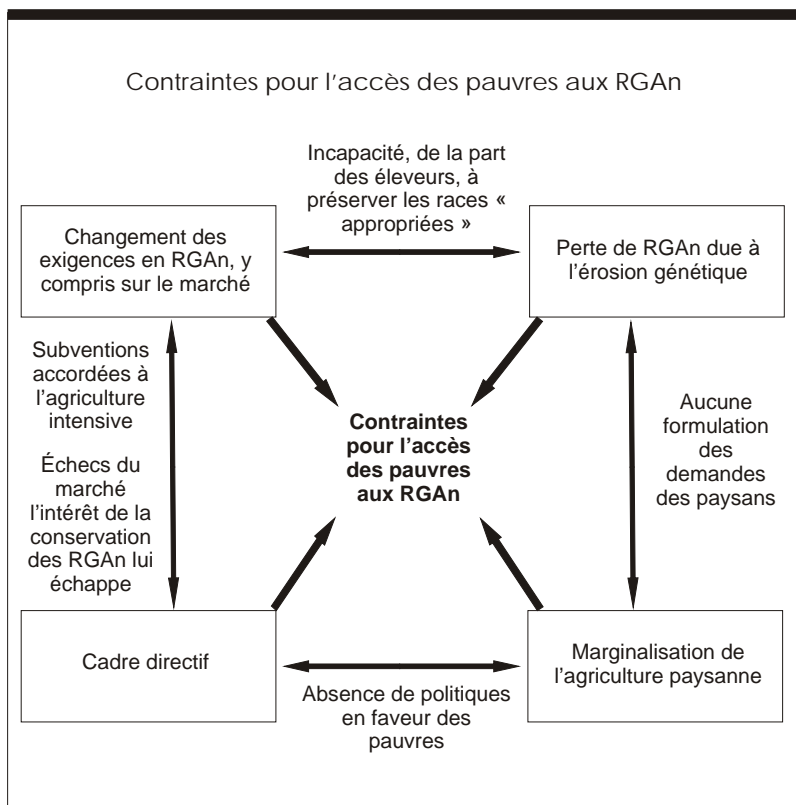 Contraintes pour l'accès des pauvres aux RGAn
Incapacité, de la part
des éleveurs, à
préserver les races «
appropriées »
Changement des
exigences en RGAn, y
compris sur le marché
Perte de RGAn due à
l'érosion génétique
Subventions
accordées à
l'agriculture
intensive
Échecs du
marché
l'intérêt de la
conservation
des RGAn lui
échappe
Contraintes
pour l'accès
des pauvres
aux RGAn
Aucune
formulation
des
demandes
des paysans
Cadre directif
Marginalisation de
l'agriculture paysanne
Absence de politiques
en faveur des
pauvres